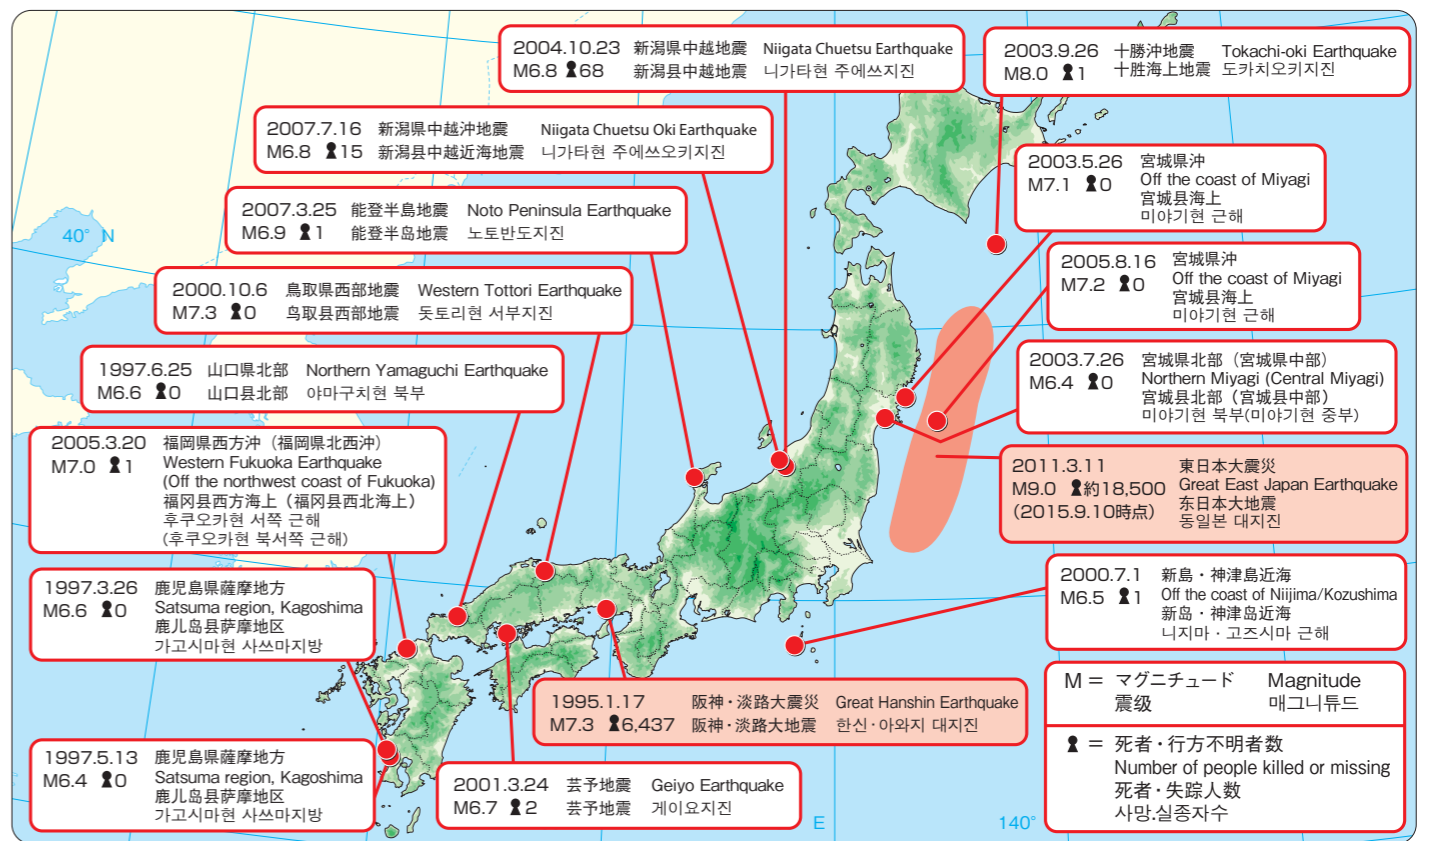 2004.10.23 新潟県中越地震 Niigata Chuetsu Earthquake
M6.8 68 新潟县中越地震 니가타현 주에쓰지진
2003.9.26 十勝沖地震 Tokachi-oki Earthquake
M8.0 1 十胜海上地震 도카치오키지진
2007.7.16 新潟県中越沖地震 Niigata Chuetsu Oki Earthquake
M6.8 15 新潟县中越近海地震 니가타현 주에쓰오키지진
2003.5.26 宮城県沖
M7.1 0 Off the coast of Miyagi
宮城县海上
미야기현 근해
2007.3.25 能登半島地震 Noto Peninsula Earthquake
M6.9 1 能登半岛地震 노토반도지진
40° N
2005.8.16 宮城県沖
M7.2 0 Off the coast of Miyagi
宮城县海上
미야기현 근해
2000.10.6 鳥取県西部地震 Western Tottori Earthquake
M7.3 0 鸟取县西部地震 돗토리현 서부지진
2003.7.26 宮城県北部（宮城県中部）
M6.4 0 Northern Miyagi (Central Miyagi)
宮城县北部（宮城县中部）
미야기현 북부(미야기현 중부)
1997.6.25 山口県北部 Northern Yamaguchi Earthquake
M6.6 0 山口县北部 야마구치현 북부
2005.3.20 福岡県西方沖（福岡県北西沖）
M7.0 1 Western Fukuoka Earthquake
(Off the northwest coast of Fukuoka)
福冈县西方海上（福冈县西北海上）
후쿠오카현 서쪽 근해
(후쿠오카현 북서쪽 근해)
2011.3.11 東日本大震災
M9.0 約18,500 Great East Japan Earthquake
（2015.9.10時点） 东日本大地震
동일본 대지진
1997.3.26 鹿児島県薩摩地方
M6.6 0 Satsuma region, Kagoshima
鹿儿岛县萨摩地区
가고시마현 사쓰마지방
2000.7.1 新島・神津島近海
M6.5 1 Off the coast of Niijima/Kozushima
新岛・神津岛近海
니지마・고즈시마 근해
1995.1.17 阪神・淡路大震災 Great Hanshin Earthquake
M7.3 6,437 阪神・淡路大地震 한신・아와지 대지진
1997.5.13 鹿児島県薩摩地方
M6.4 0 Satsuma region, Kagoshima
鹿儿岛县萨摩地区
가고시마현 사쓰마지방
2001.3.24 芸予地震 Geiyo Earthquake
M6.7 2 芸予地震 게이요지진
E 140°
M = マグニチュード Magnitude
震级 매그니튜드
= 死者・行方不明者数
Number of people killed or missing
死者・失踪人数
사망.실종자수